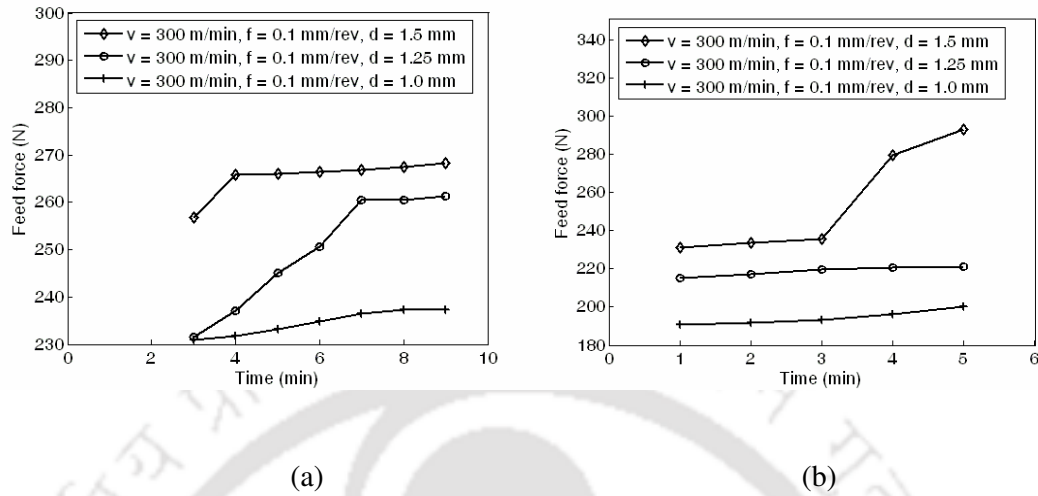 300
290
280
270
260
250
240
230
0
2
4
6
8
10
Feed force (N)
Time (min)
v = 300 m/min, f = 0.1 mm/rev, d = 1.5 mm
v = 300 m/min, f = 0.1 mm/rev, d = 1.25 mm
v = 300 m/min, f = 0.1 mm/rev, d = 1.0 mm
(a)
340
320
300
280
260
240
220
200
180
0
1
2
3
4
5
6
Feed force (N)
Time (min)
v = 300 m/min, f = 0.1 mm/rev, d = 1.5 mm
v = 300 m/min, f = 0.1 mm/rev, d = 1.25 mm
v = 300 m/min, f = 0.1 mm/rev, d = 1.0 mm
(b)